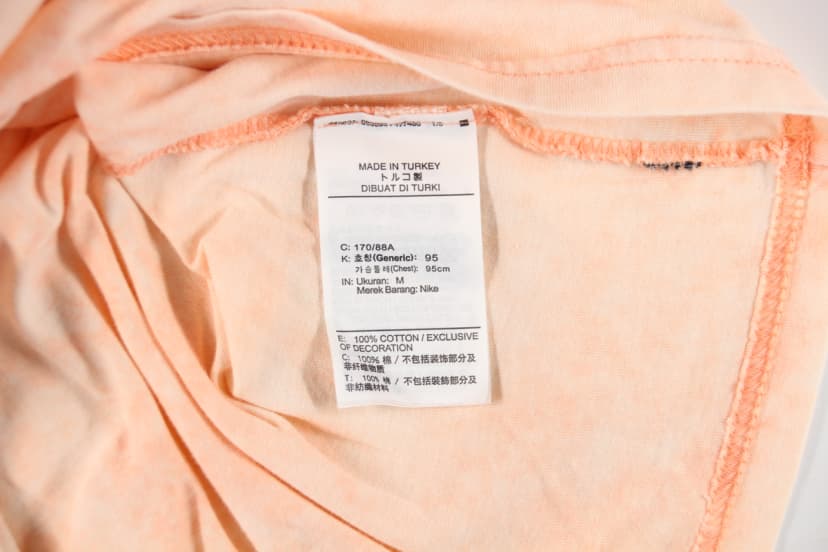 1/5
MADE IN TURKEY
トルコ製
DIBUAT DI TURKI
C: 170/88A
K: 호칭(Generic): 95
가슴둘레(Chest): 95cm
IN: Ukuran: M
Merek Barang: Nike
E: 100% COTTON / EXCLUSIVE
OF DECORATION
C: 100% 棉 / 不包括装饰部分及
非纤维物质
T: 100% 棉 / 不包括裝飾部分及
非紡織材料